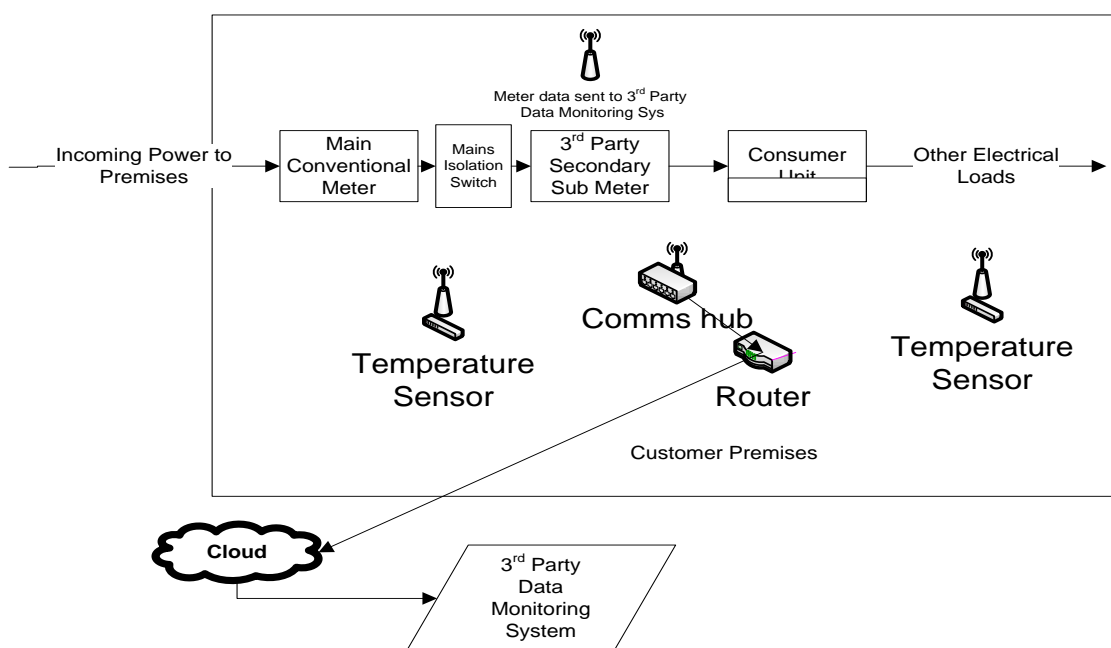 Meter data sent to 3rd Party
Data Monitoring Sys
Incoming Power to
Premises
Main
Conventional
Meter
Mains
Isolation
Switch
3rd Party
Secondary
Sub Meter
Consumer
Unit
Other Electrical
Loads
Temperature
Sensor
Comms hub
Router
Temperature
Sensor
Customer Premises
Cloud
3rd Party
Data
Monitoring
System